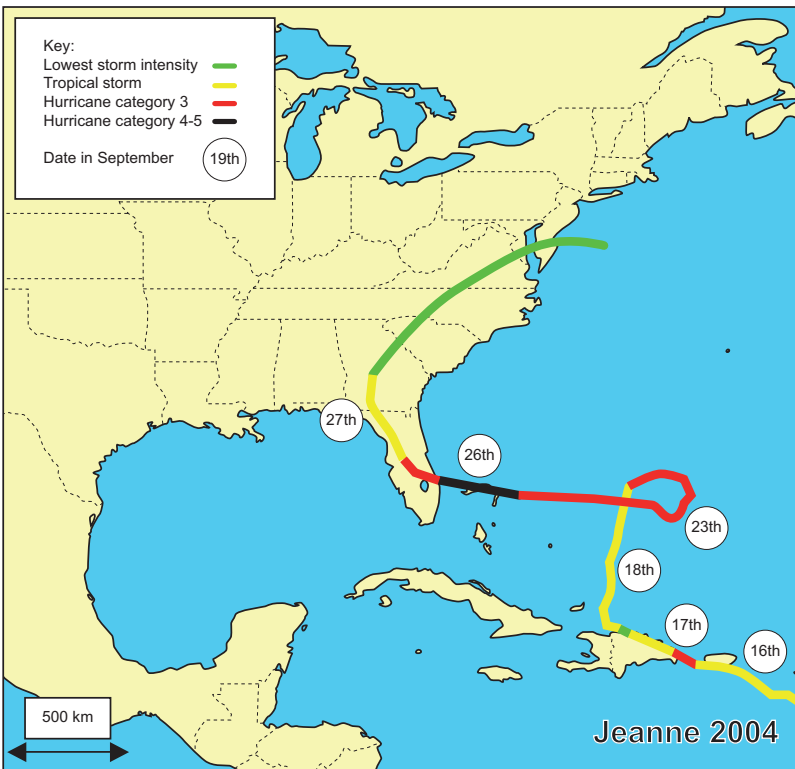 Key:
Lowest storm intensity
Tropical storm
Hurricane category 3
Hurricane category 4-5
Date in September
19th
27th
26th
23th
18th
17th
16th
500 km
Jeanne 2004